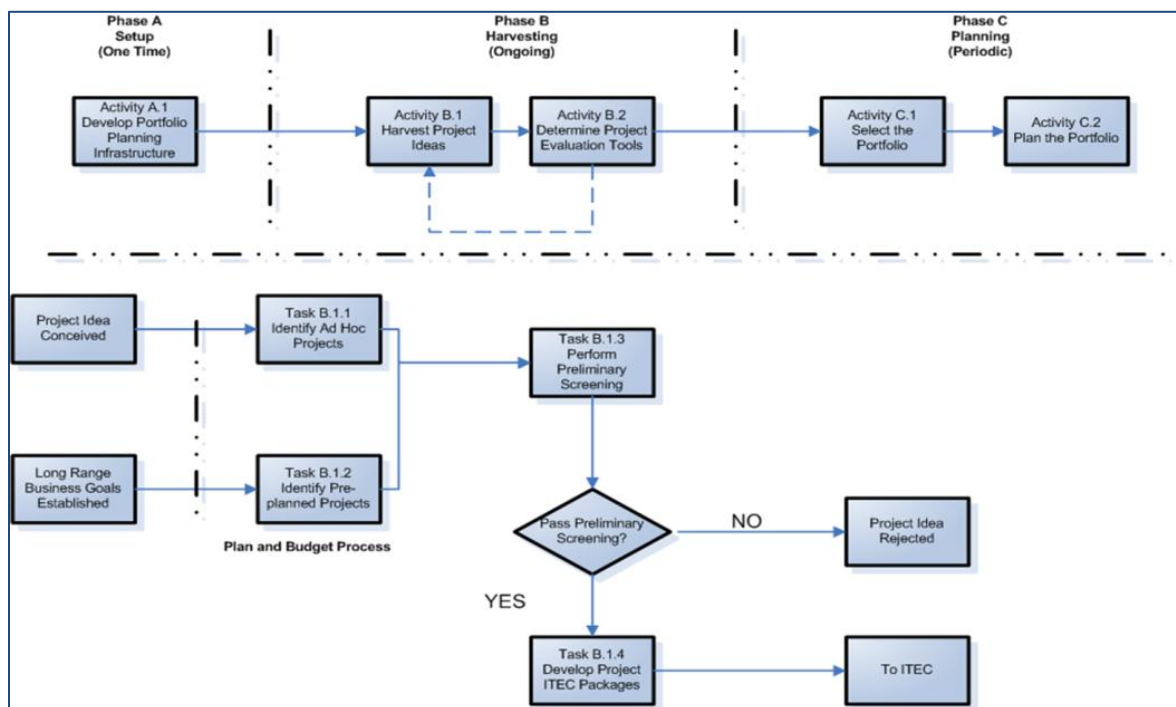 Phase A
Setup
(One Time)
Phase B
Harvesting
(Ongoing)
Phase C
Planning
(Periodic)
Activity A.1
Develop Portfolio
Planning
Infrastructure
Activity B.1
Harvest Project
Ideas
Activity B.2
Determine Project
Evaluation Tools
Activity C.1
Select the
Portfolio
Activity C.2
Plan the Portfolio
Project Idea
Conceived
Task B.1.1
Identify Ad Hoc
Projects
Task B.1.3
Perform
Preliminary
Screening
Long Range
Business Goals
Established
Task B.1.2
Identify Pre-
planned Projects
Plan and Budget Process
Pass Preliminary
Screening?
NO
Project Idea
Rejected
YES
Task B.1.4
Develop Project
ITEC Packages
To ITEC